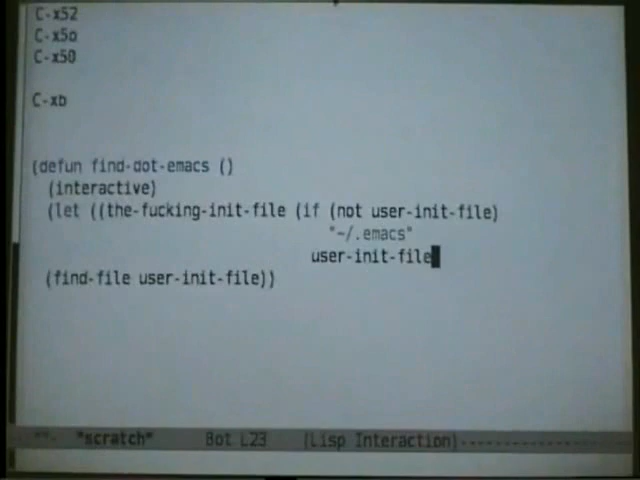 C-x52
C-x5o
C-x50
C-xb
(defun find-dot-emacs ()
(interactive)
(let ((the-fucking-init-file (if (not user-init-file)
"~/.emacs"
user-init-file
(find-file user-init-file))
**- *scratch* Bot L23 (Lisp Interaction)---------------